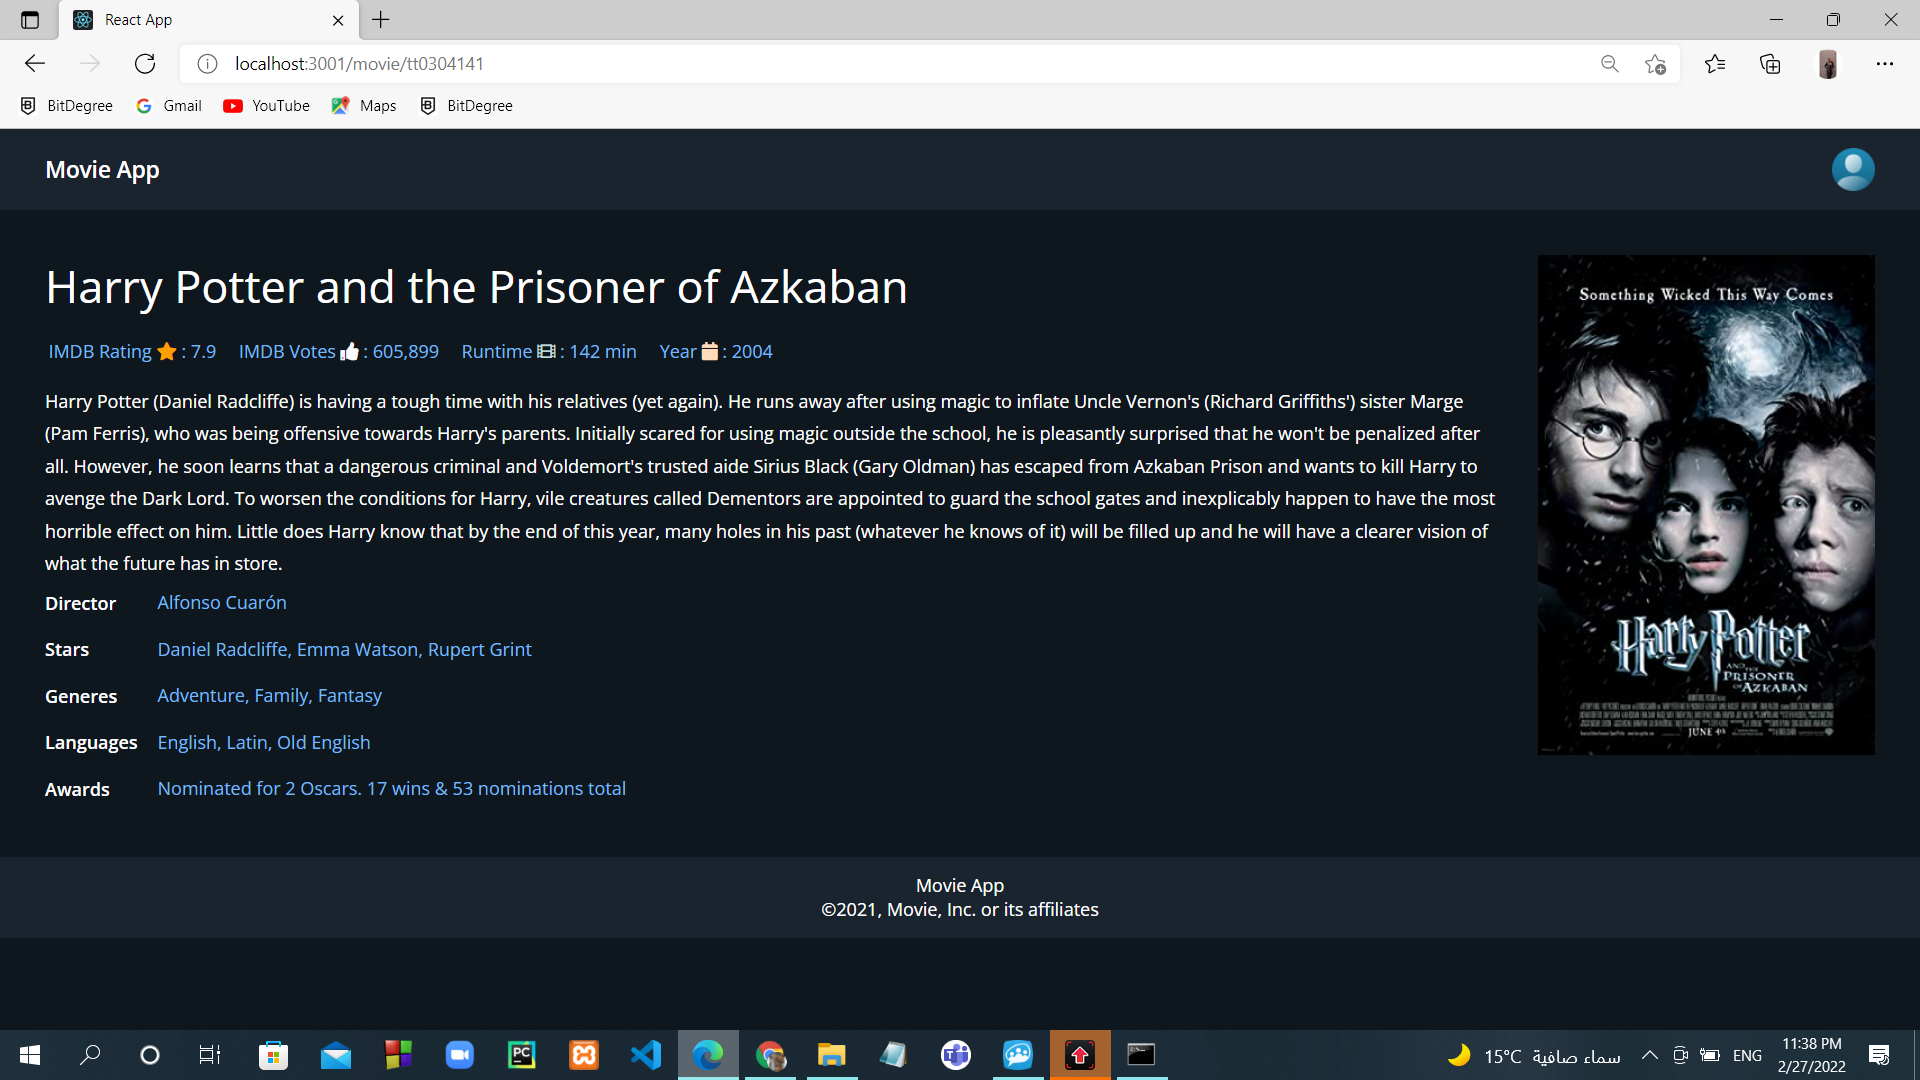 React App
localhost:3001/movie/tt0304141
BitDegree Gmail YouTube Maps BitDegree
Movie App
Harry Potter and the Prisoner of Azkaban
IMDB Rating : 7.9 IMDB Votes : 605,899 Runtime : 142 min Year : 2004
Harry Potter (Daniel Radcliffe) is having a tough time with his relatives (yet again). He runs away after using magic to inflate Uncle Vernon's (Richard Griffiths') sister Marge
(Pam Ferris), who was being offensive towards Harry's parents. Initially scared for using magic outside the school, he is pleasantly surprised that he won't be penalized after
all. However, he soon learns that a dangerous criminal and Voldemort's trusted aide Sirius Black (Gary Oldman) has escaped from Azkaban Prison and wants to kill Harry to
avenge the Dark Lord. To worsen the conditions for Harry, vile creatures called Dementors are appointed to guard the school gates and inexplicably happen to have the most
horrible effect on him. Little does Harry know that by the end of this year, many holes in his past (whatever he knows of it) will be filled up and he will have a clearer vision of
what the future has in store.
Director Alfonso Cuarón
Stars Daniel Radcliffe, Emma Watson, Rupert Grint
Generes Adventure, Family, Fantasy
Languages English, Latin, Old English
Awards Nominated for 2 Oscars. 17 wins & 53 nominations total
Something Wicked This Way Comes
Harry Potter
AND THE
PRISONER
OF AZKABAN
JUNE 4th
Movie App
©2021, Movie, Inc. or its affiliates
PC
15°C سماء صافية
ENG
11:38 PM
2/27/2022